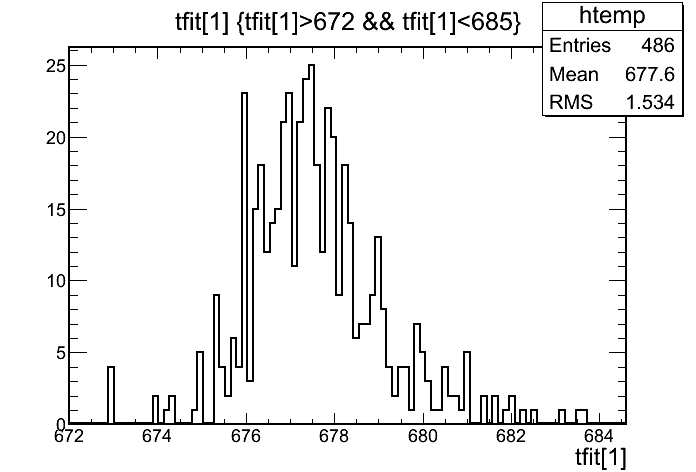 tfit[1] {tfit[1]>672 && tfit[1]<685}
htemp
Entries 486
Mean 677.6
RMS 1.534
25
20
15
10
5
0
672 674 676 678 680 682 684
tfit[1]